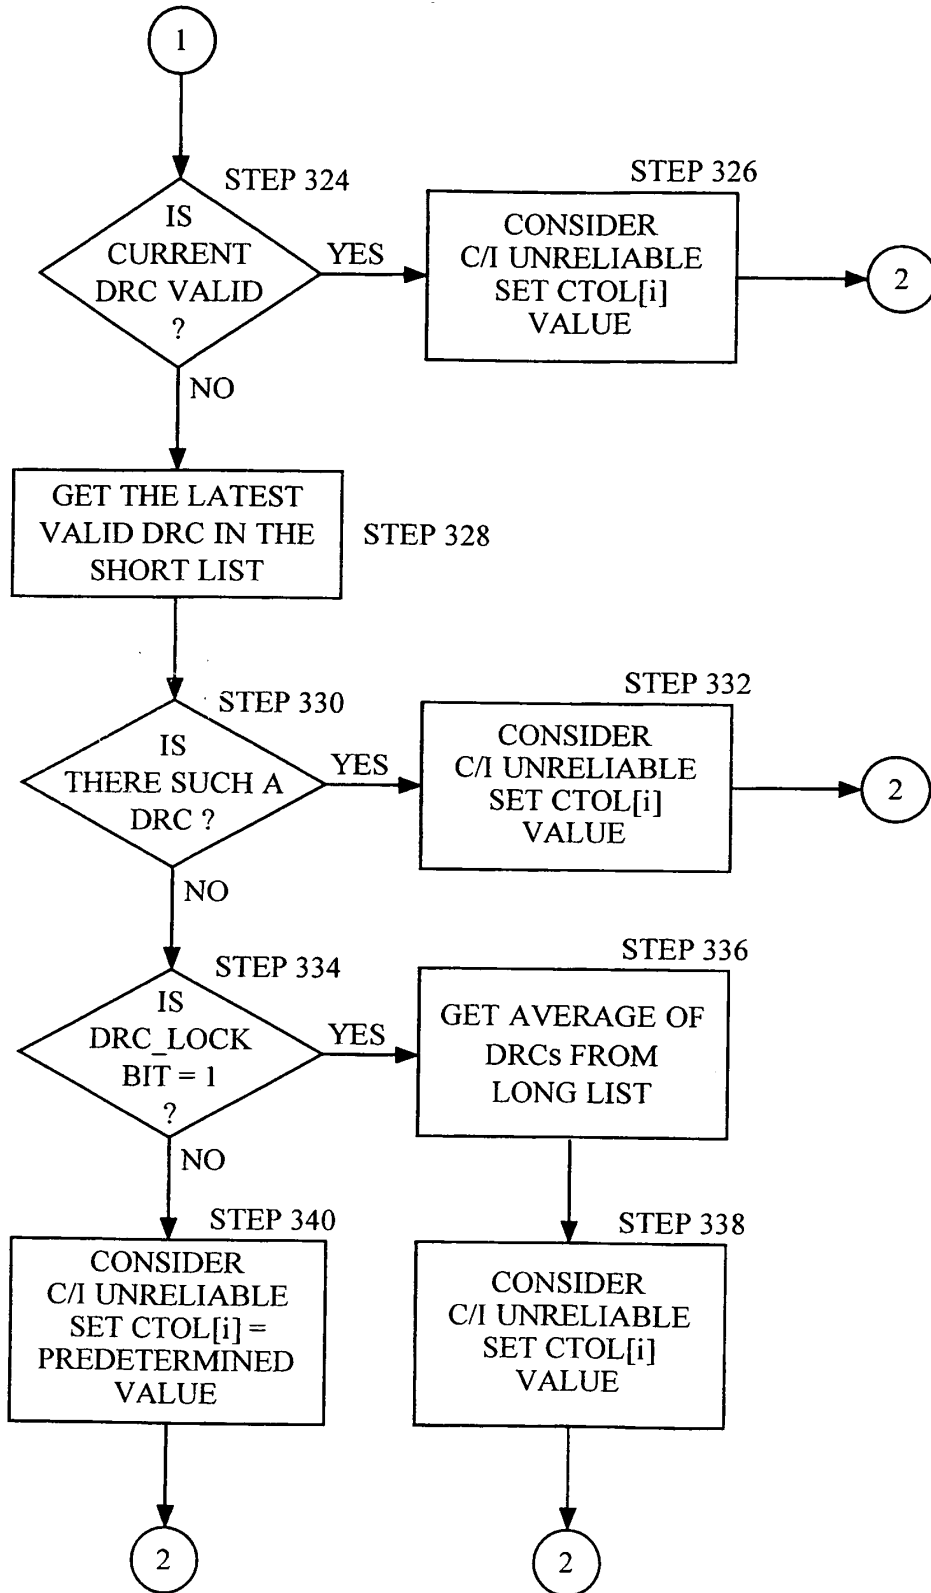 1
STEP 324
IS
CURRENT
DRC VALID
?
YES
NO
STEP 326
CONSIDER
C/I UNRELIABLE
SET CTOL[i]
VALUE
2
GET THE LATEST
VALID DRC IN THE
SHORT LIST
STEP 328
STEP 330
IS
THERE SUCH A
DRC ?
YES
NO
STEP 332
CONSIDER
C/I UNRELIABLE
SET CTOL[i]
VALUE
2
STEP 334
IS
DRC_LOCK
BIT = 1
?
YES
NO
STEP 336
GET AVERAGE OF
DRCs FROM
LONG LIST
STEP 340
CONSIDER
C/I UNRELIABLE
SET CTOL[i] =
PREDETERMINED
VALUE
2
STEP 338
CONSIDER
C/I UNRELIABLE
SET CTOL[i]
VALUE
2